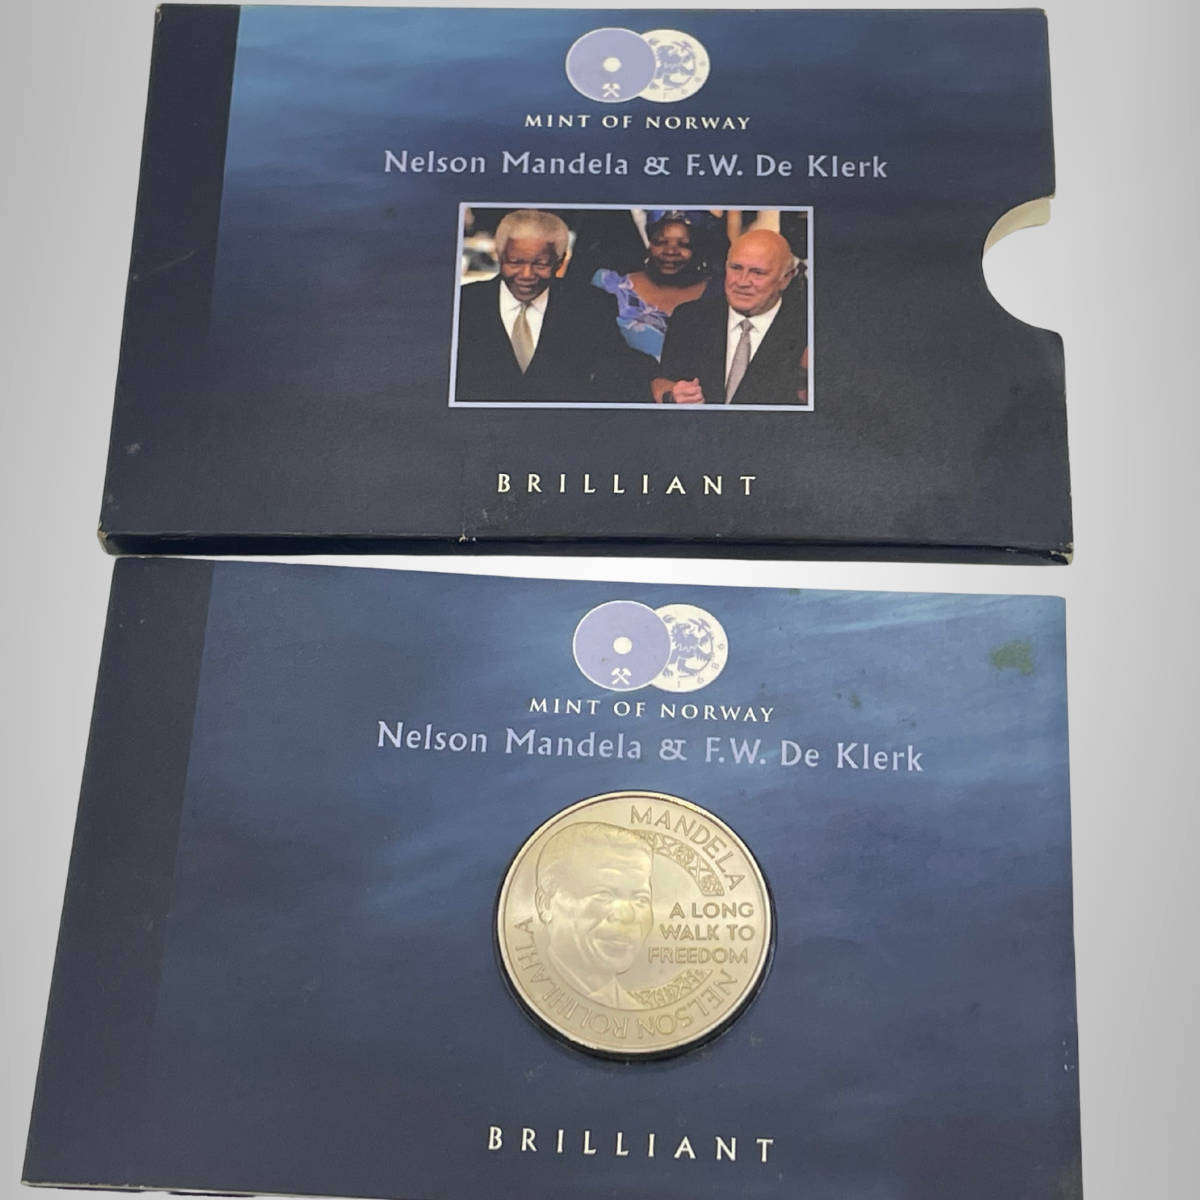 MINT OF NORWAY
Nelson Mandela & F.W. De Klerk
BRILLIANT
MINT OF NORWAY
Nelson Mandela & F.W. De Klerk
MANDELA
A LONG
WALK TO
FREEDOM
NELSON ROLIHLAHLA
BRILLIANT